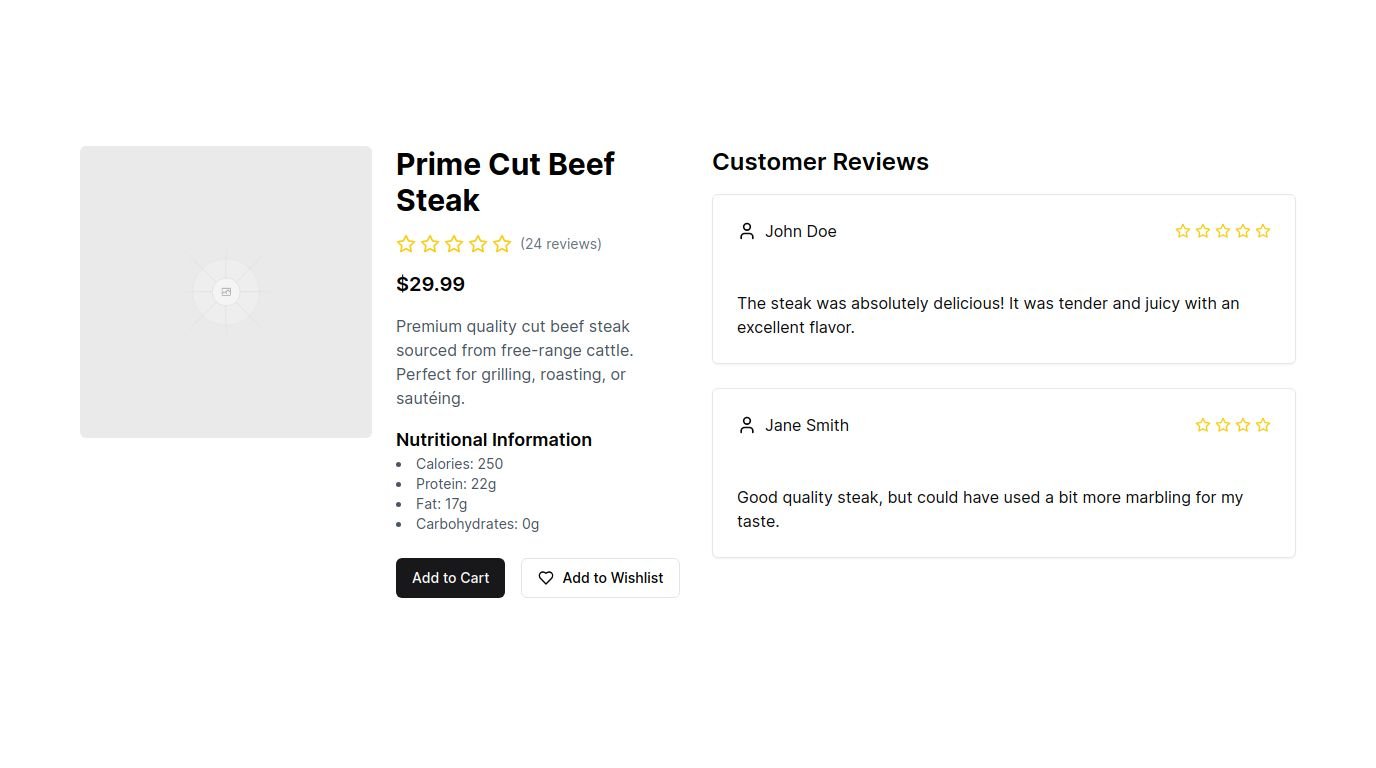 Prime Cut Beef
Steak
(24 reviews)
$29.99
Premium quality cut beef steak
sourced from free-range cattle.
Perfect for grilling, roasting, or
sautéing.
Nutritional Information
Calories: 250
Protein: 22g
Fat: 17g
Carbohydrates: 0g
Add to Cart
Add to Wishlist
Customer Reviews
John Doe
The steak was absolutely delicious! It was tender and juicy with an
excellent flavor.
Jane Smith
Good quality steak, but could have used a bit more marbling for my
taste.